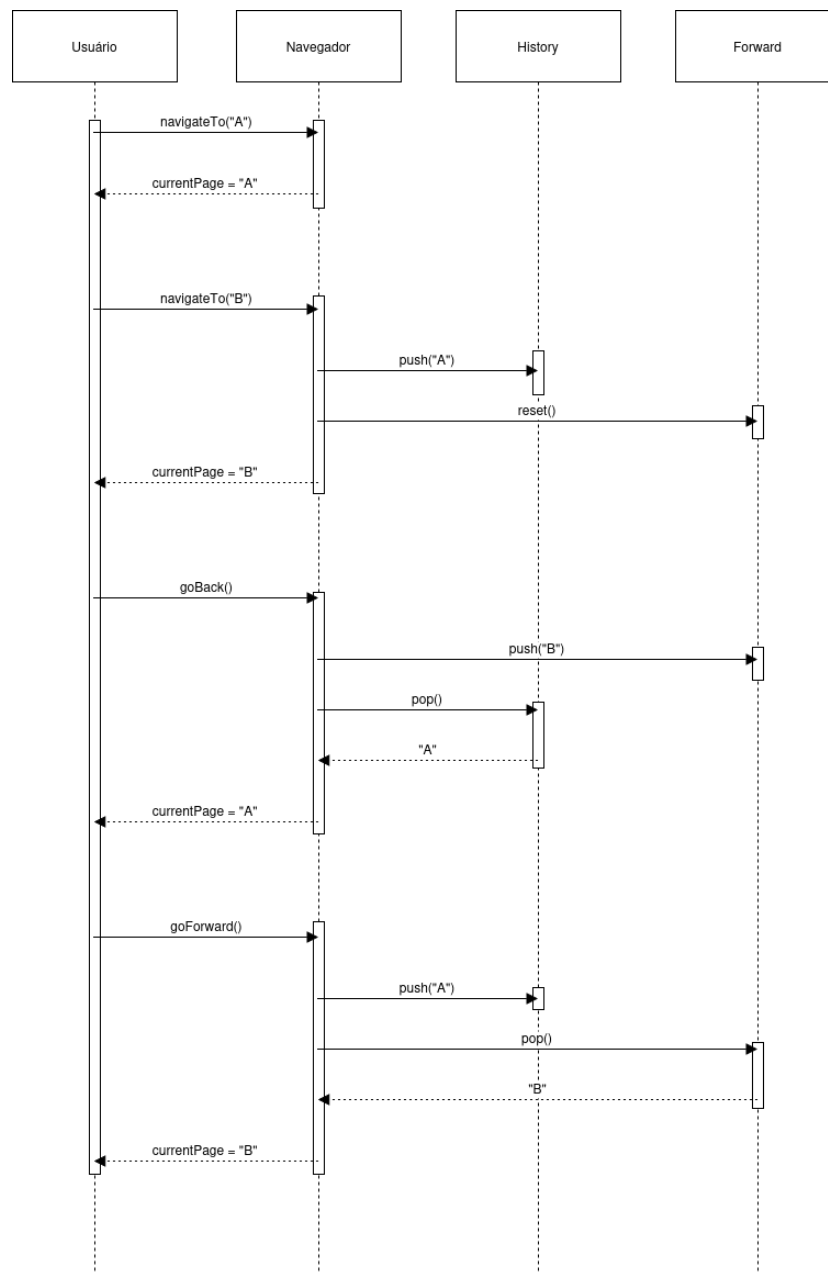 Usuário
Navegador
History
Forward
navigateTo("A")
currentPage = "A"
navigateTo("B")
push("A")
reset()
currentPage = "B"
goBack()
push("B")
pop()
"A"
currentPage = "A"
goForward()
push("A")
pop()
"B"
currentPage = "B"